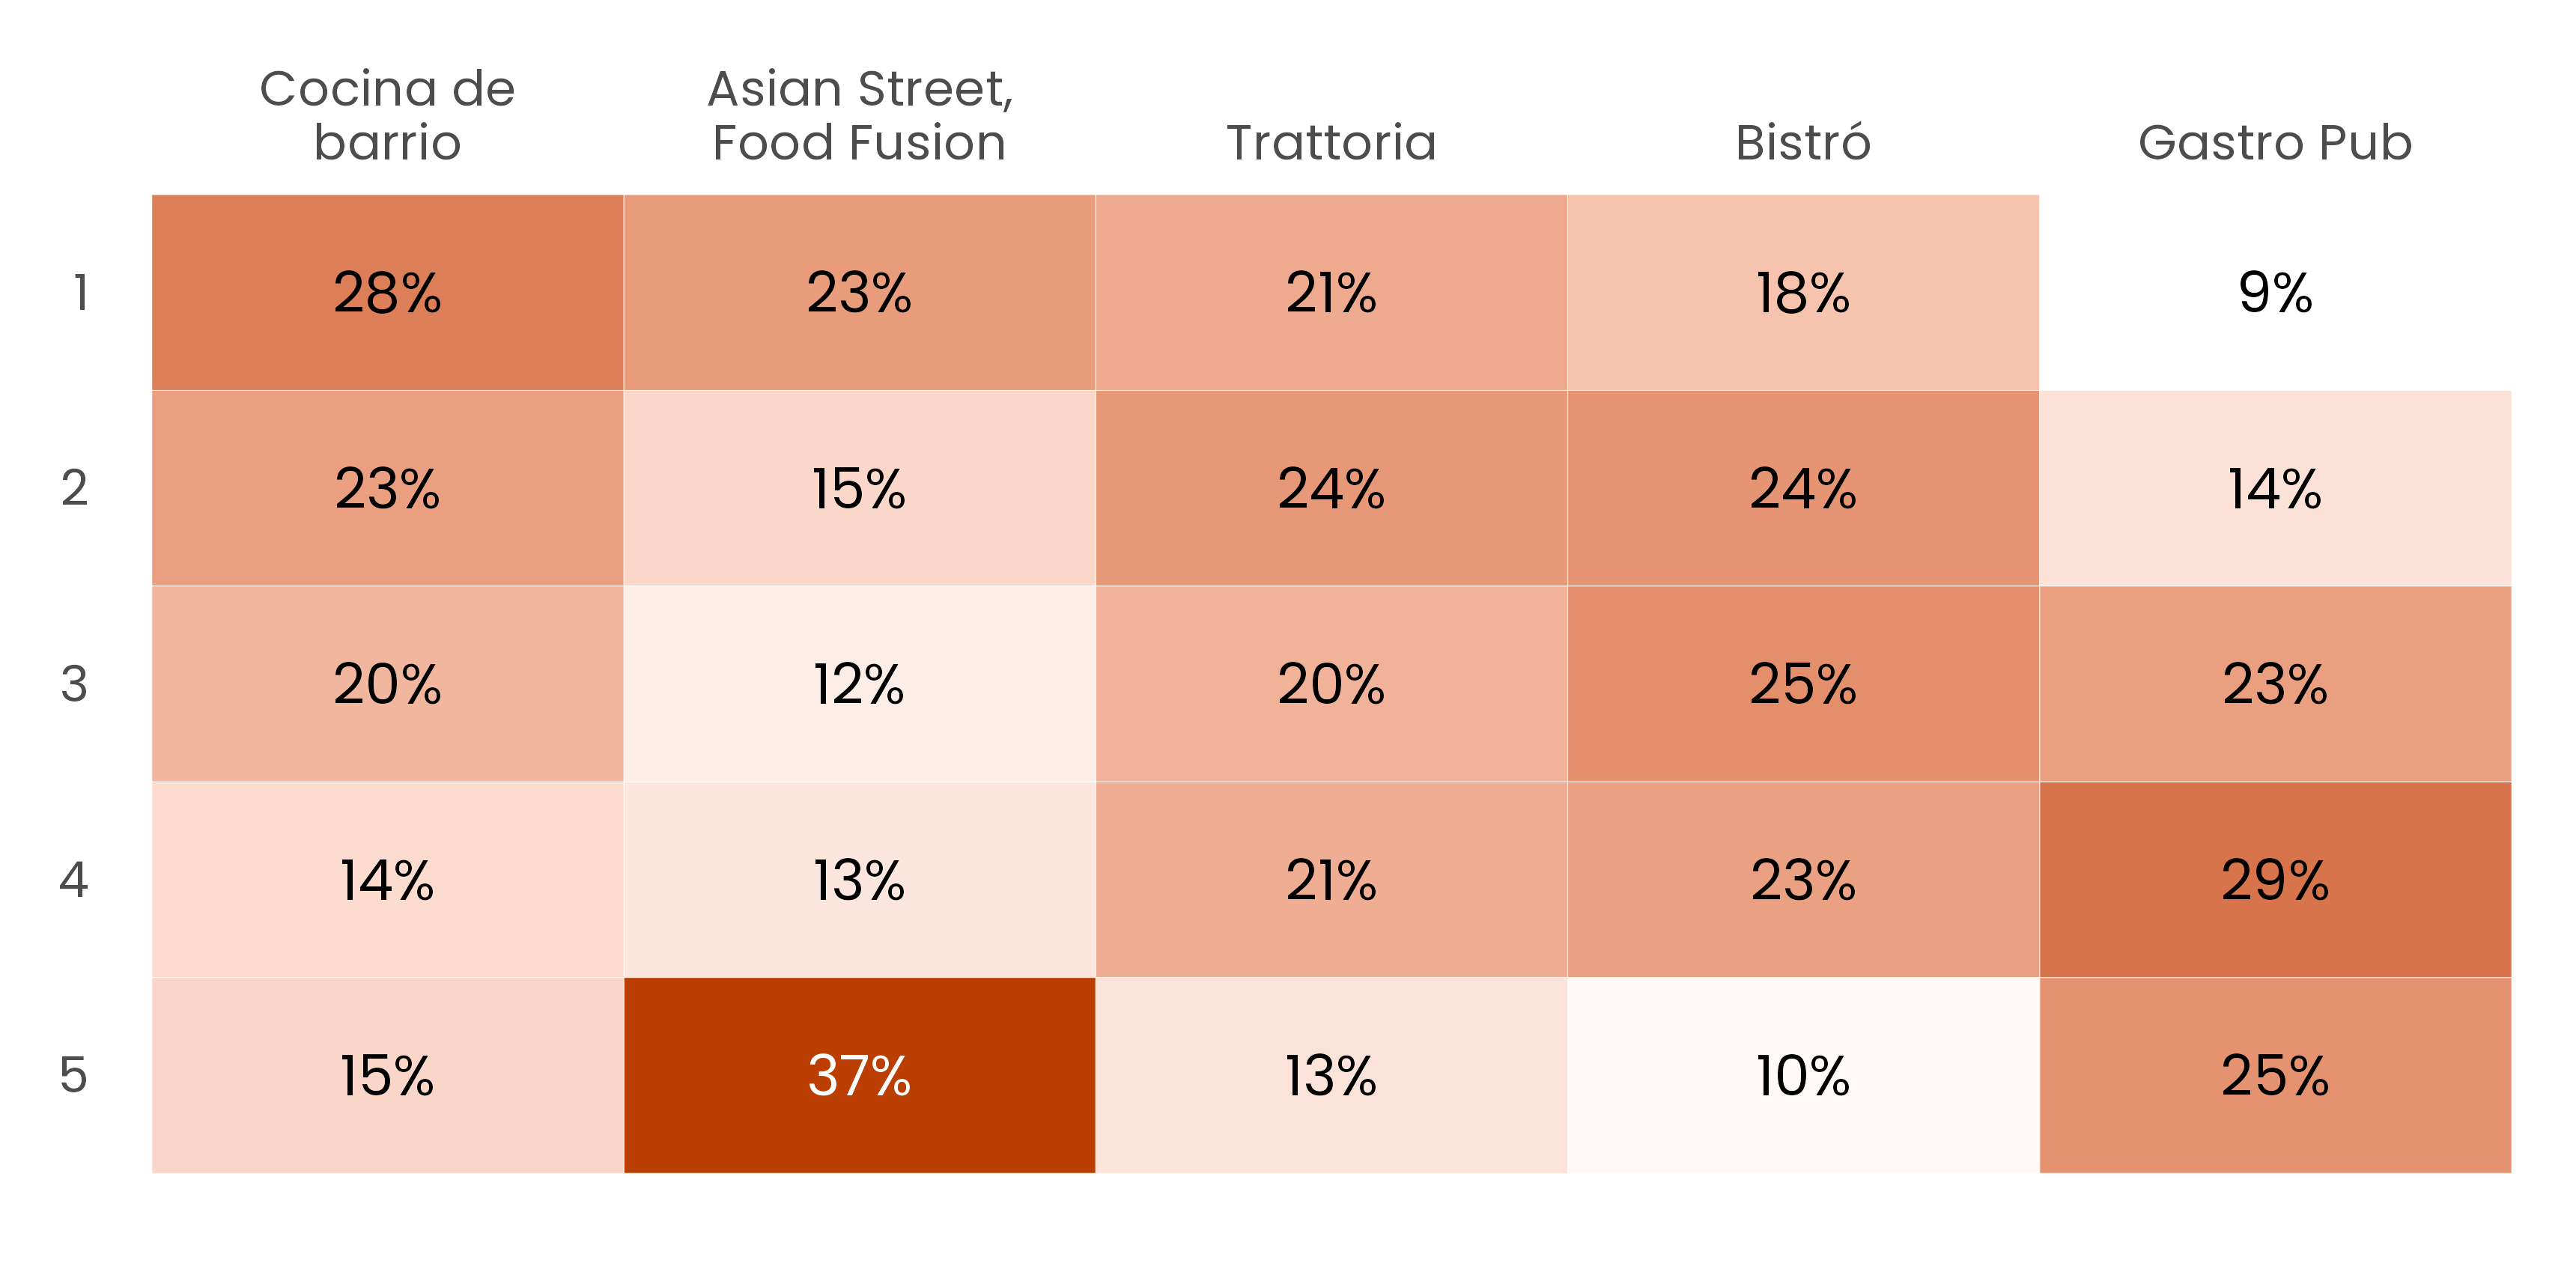 Cocina de
barrio
Asian Street,
Food Fusion
Trattoria
Bistró
Gastro Pub
1 28% 23% 21% 18% 9%
2 23% 15% 24% 24% 14%
3 20% 12% 20% 25% 23%
4 14% 13% 21% 23% 29%
5 15% 37% 13% 10% 25%